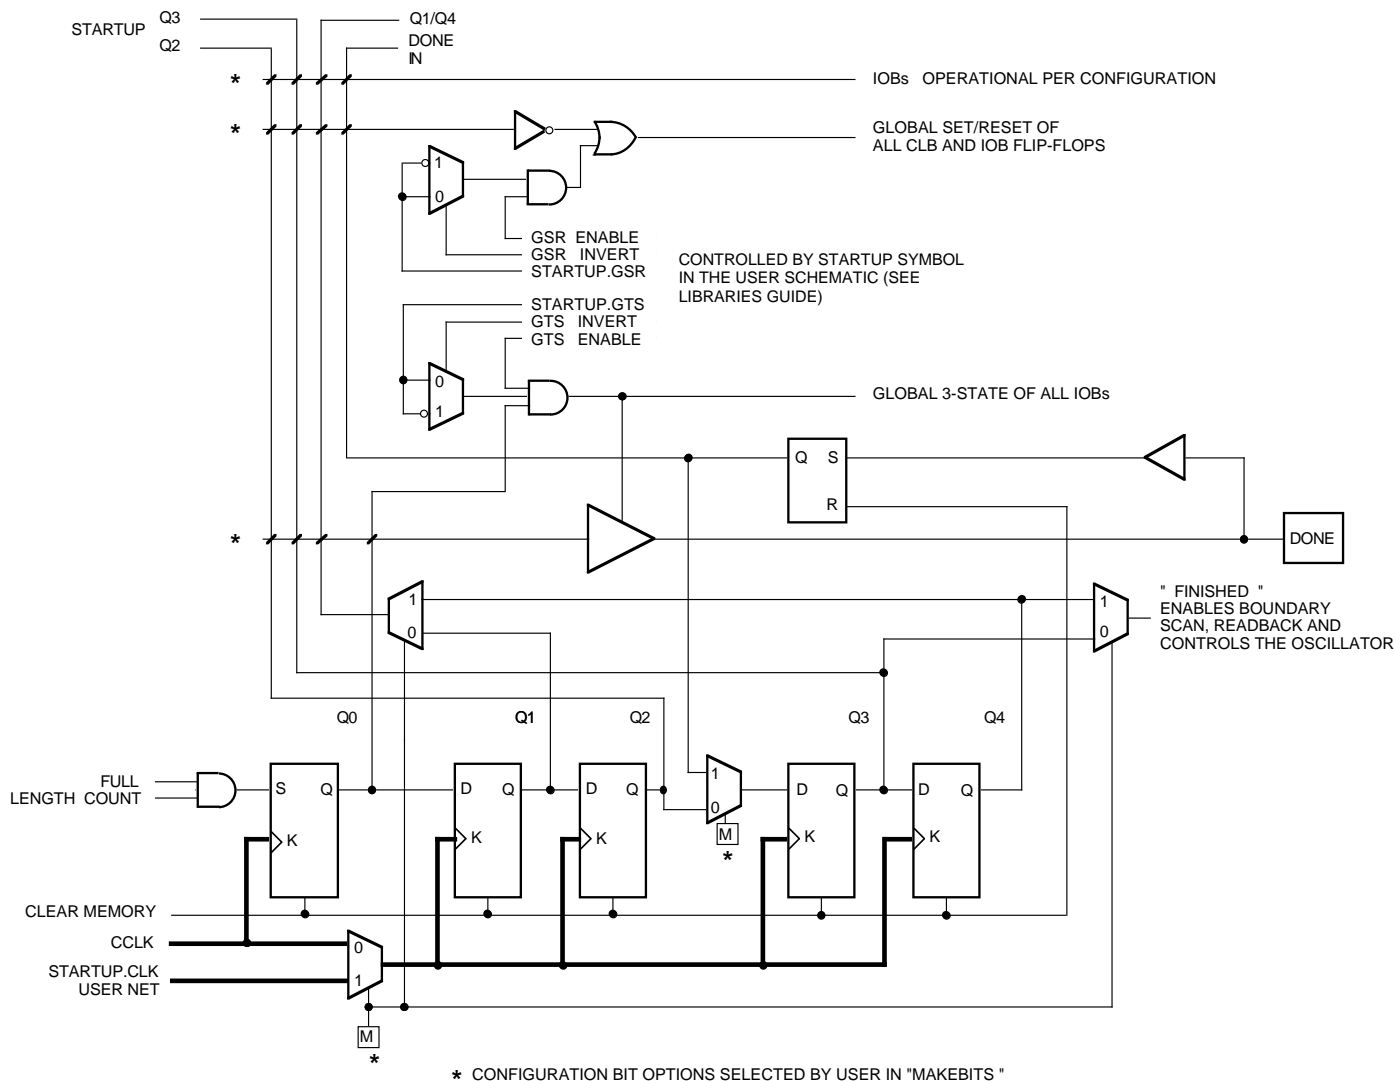 STARTUP
Q3
Q2
Q1/Q4
DONE
IN
*
IOBs OPERATIONAL PER CONFIGURATION
*
GLOBAL SET/RESET OF
ALL CLB AND IOB FLIP-FLOPS
1
0
GSR ENABLE
GSR INVERT
STARTUP.GSR
CONTROLLED BY STARTUP SYMBOL
IN THE USER SCHEMATIC (SEE
LIBRARIES GUIDE)
STARTUP.GTS
GTS INVERT
GTS ENABLE
0
1
GLOBAL 3-STATE OF ALL IOBs
Q S
R
*
DONE
1
0
1
0
" FINISHED "
ENABLES BOUNDARY
SCAN, READBACK AND
CONTROLS THE OSCILLATOR
Q0
Q1
Q2
Q3
Q4
FULL
LENGTH COUNT
S Q
K
D Q
K
D Q
K
1
0
M
*
D Q
K
D Q
K
CLEAR MEMORY
CCLK
STARTUP.CLK
USER NET
0
1
M
*
* CONFIGURATION BIT OPTIONS SELECTED BY USER IN "MAKEBITS "